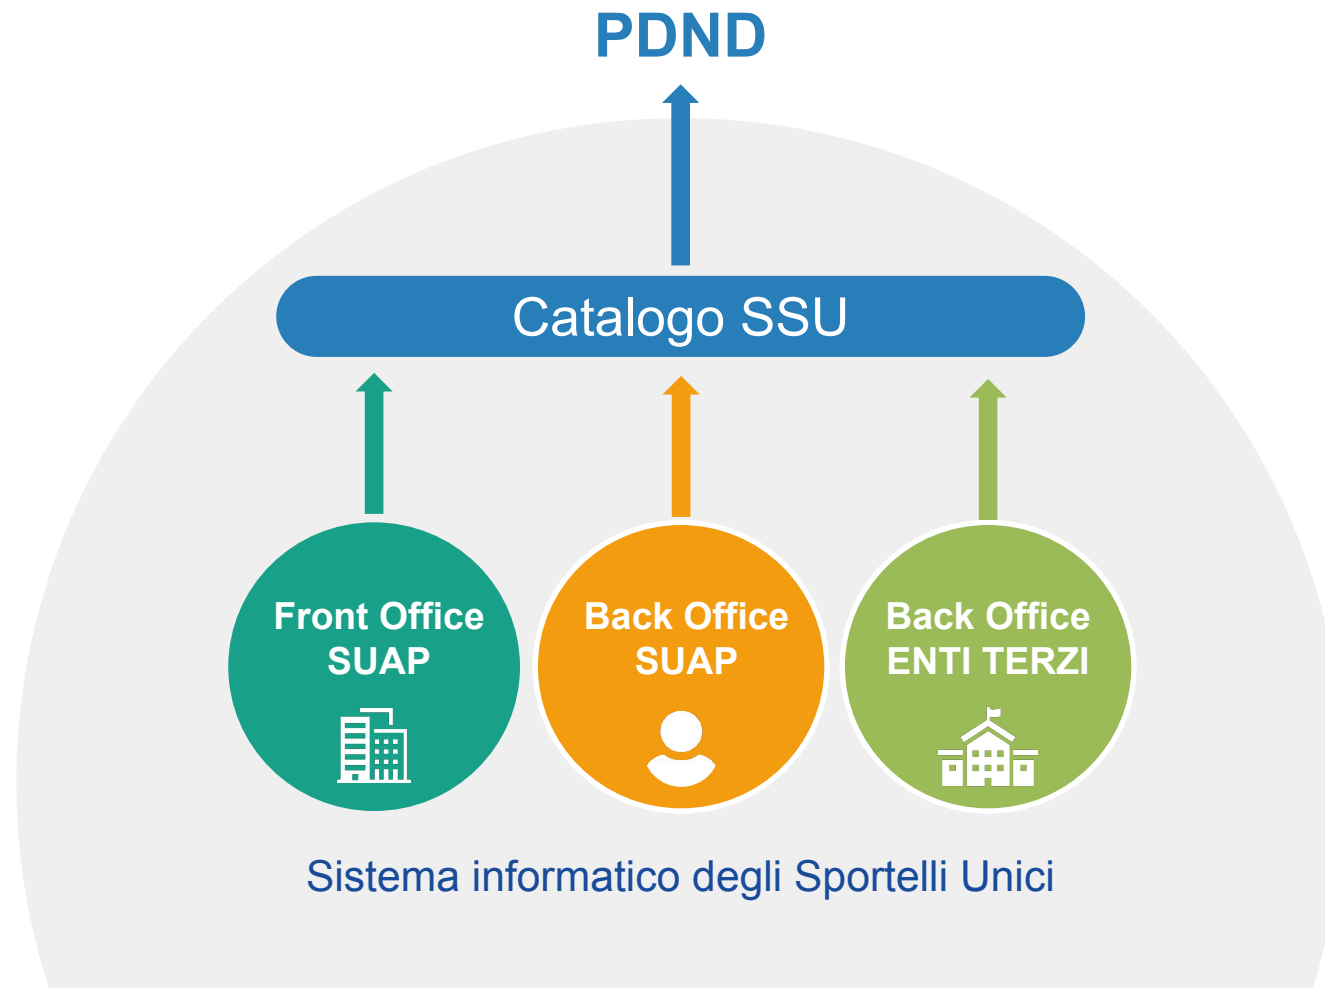 PDND
Catalogo SSU
Front Office
SUAP
Back Office
SUAP
Back Office
ENTI TERZI
Sistema informatico degli Sportelli Unici